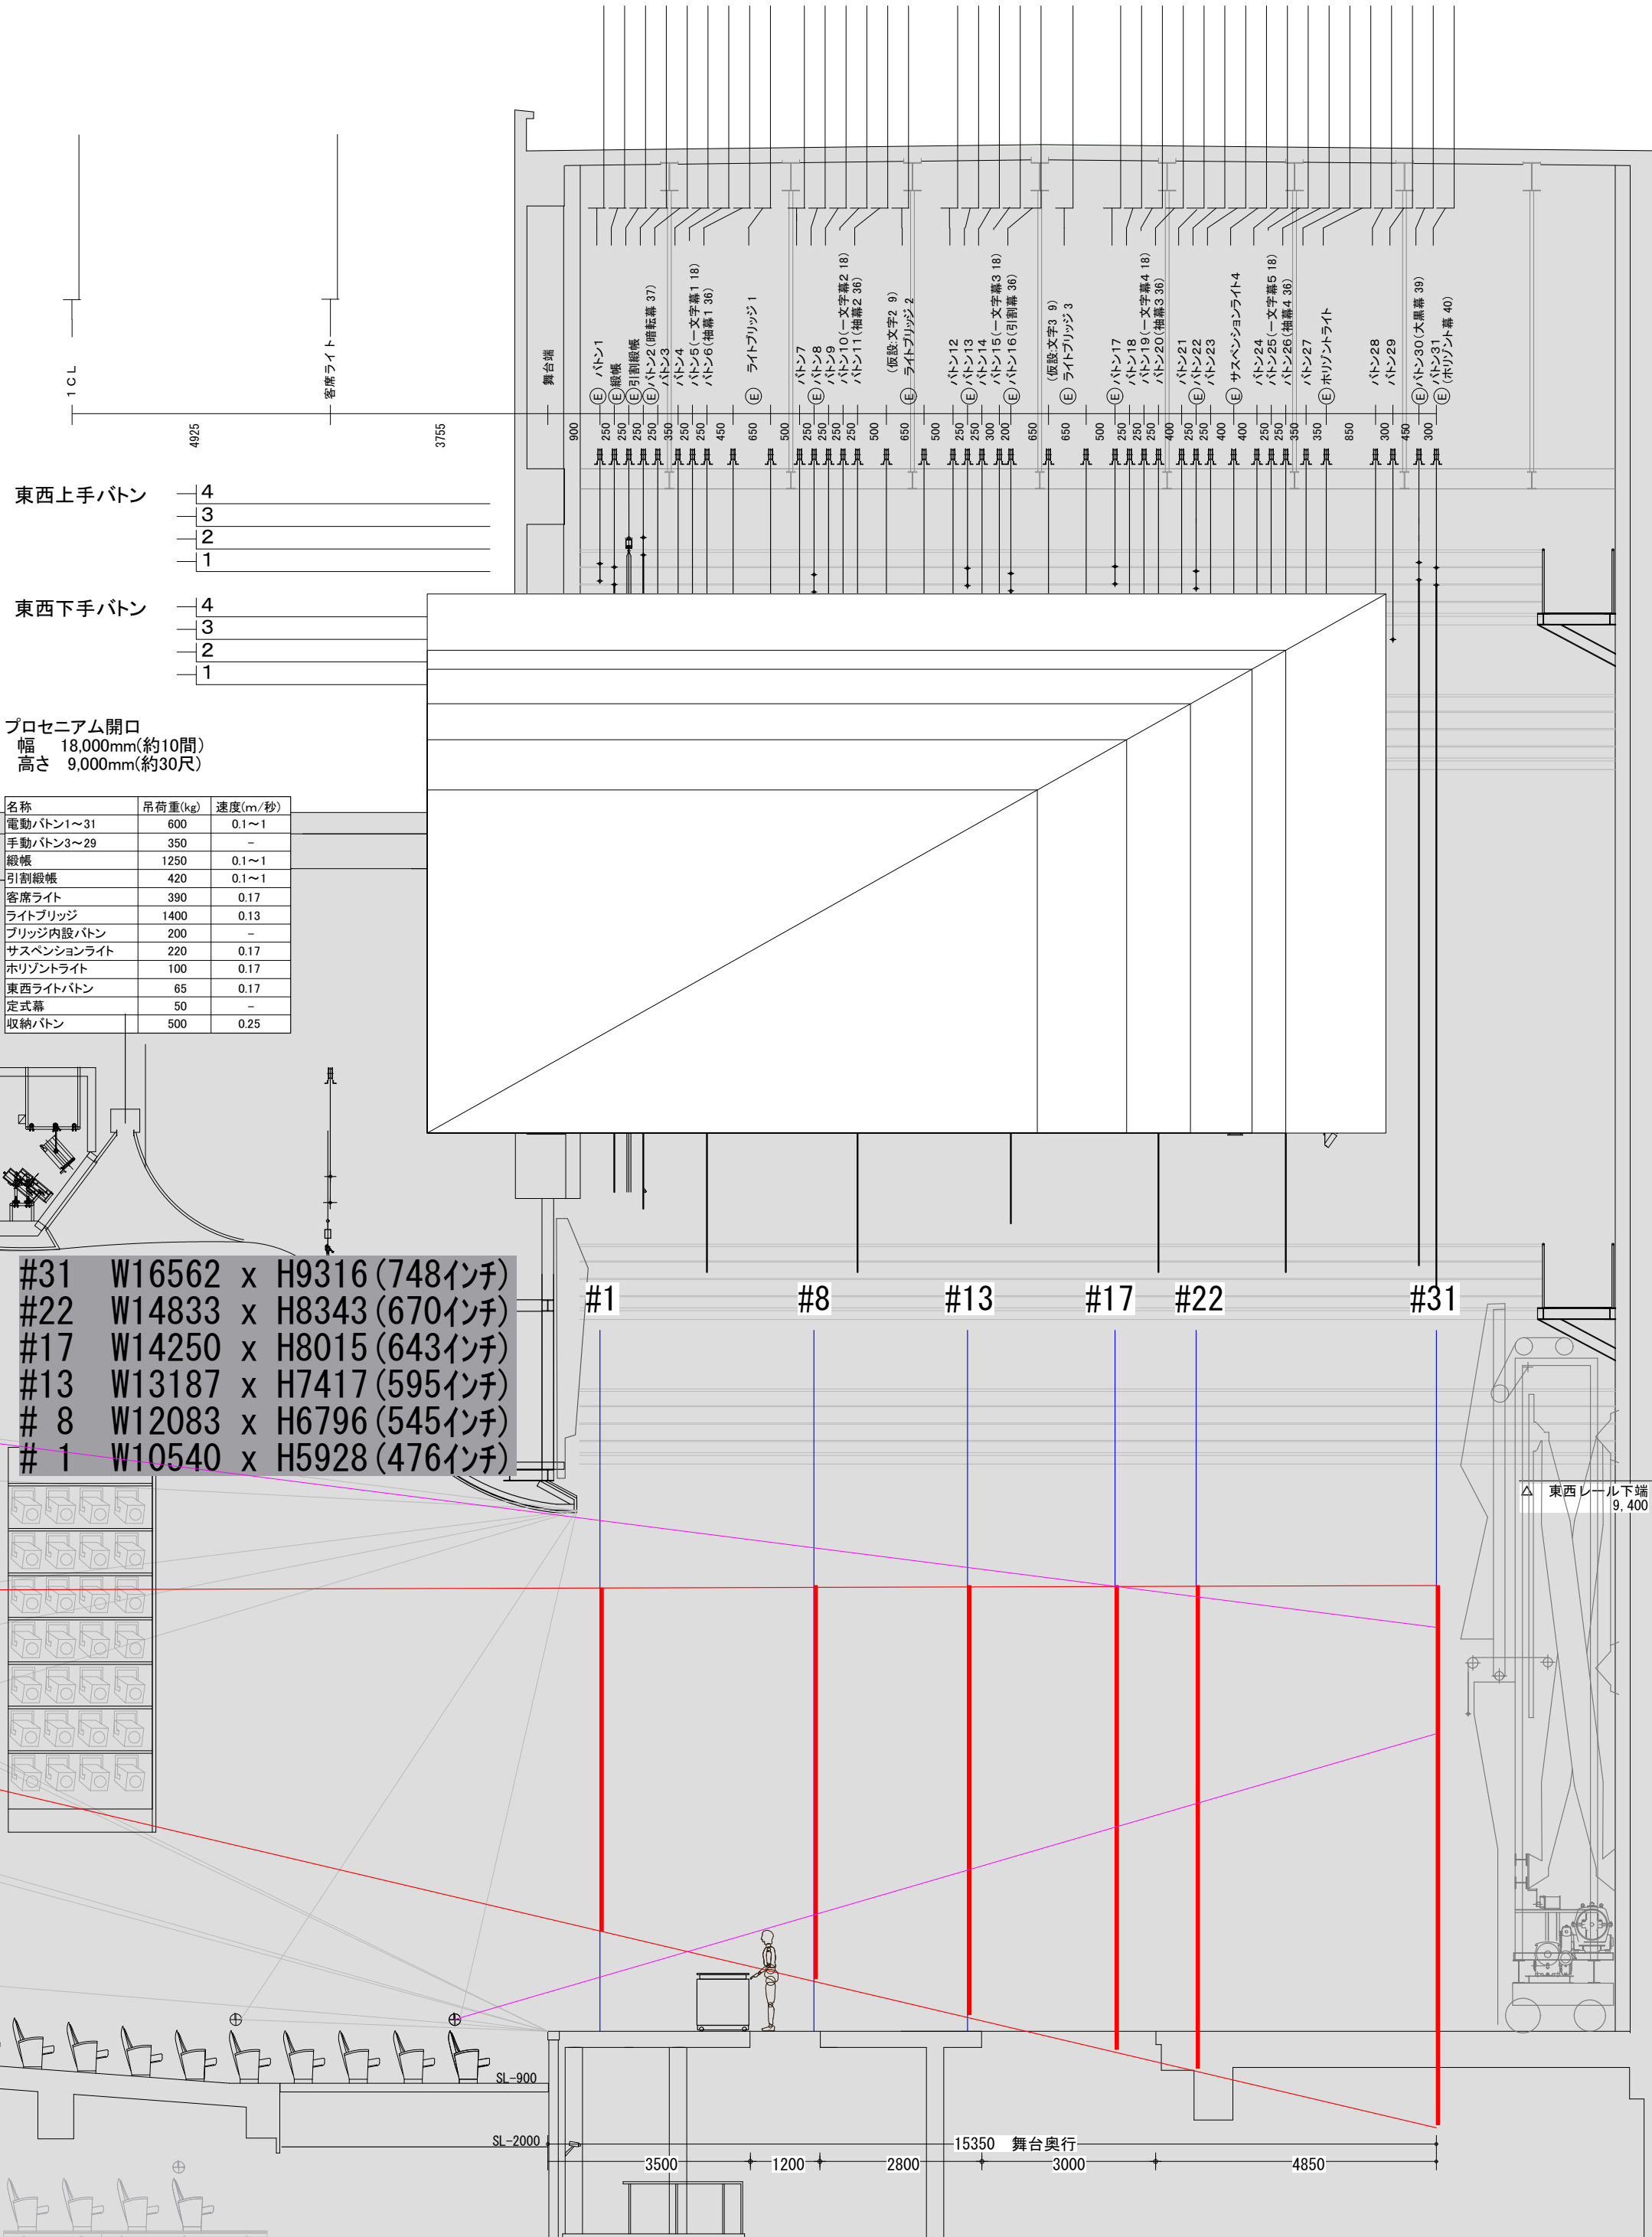 1CL
客席ライト
舞台端
Ⓔ バトン1
Ⓔ 緞帳
Ⓔ 引割緞帳
Ⓔ バトン2(暗転幕 37)
バトン3
バトン4
バトン5(一文字幕1 18)
バトン6(袖幕1 36)
Ⓔ ライトブリッジ 1
バトン7
Ⓔ バトン8
バトン9
バトン10(一文字幕2 18)
バトン11(袖幕2 36)
(仮設:文字2 9)
Ⓔ ライトブリッジ 2
バトン12
Ⓔ バトン13
バトン14
バトン15(一文字幕3 18)
Ⓔ バトン16(引割幕 36)
(仮設:文字3 9)
Ⓔ ライトブリッジ 3
Ⓔ バトン17
バトン18
バトン19(一文字幕4 18)
バトン20(袖幕3 36)
バトン21
Ⓔ バトン22
バトン23
Ⓔ サスペンションライト4
バトン24
バトン25(一文字幕5 18)
バトン26(袖幕4 36)
バトン27
Ⓔ ホリゾントライト
バトン28
バトン29
Ⓔ バトン30(大黒幕 39)
Ⓔ バトン31
(ホリゾント幕 40)
4925
3755
900
250
250
250
250
350
250
250
450
650
500
250
250
250
250
500
650
500
250
250
300
200
650
650
500
250
250
250
400
250
250
400
400
250
250
350
350
850
300
450
300
東西上手バトン
4
3
2
1
東西下手バトン
4
3
2
1
プロセニアム開口
幅 18,000mm(約10間)
高さ 9,000mm(約30尺)
名称 吊荷重(kg) 速度(m/秒)
電動バトン1～31 600 0.1～1
手動バトン3～29 350 −
緞帳 1250 0.1～1
引割緞帳 420 0.1～1
客席ライト 390 0.17
ライトブリッジ 1400 0.13
ブリッジ内設バトン 200 −
サスペンションライト 220 0.17
ホリゾントライト 100 0.17
東西ライトバトン 65 0.17
定式幕 50 −
収納バトン 500 0.25
#31 W16562 x H9316(748インチ)
#22 W14833 x H8343(670インチ)
#17 W14250 x H8015(643インチ)
#13 W13187 x H7417(595インチ)
# 8 W12083 x H6796(545インチ)
# 1 W10540 x H5928(476インチ)
#1 #8 #13 #17 #22 #31
△ 東西レール下端
9,400
SL-900
SL-2000
15350 舞台奥行
3500 1200 2800 3000 4850